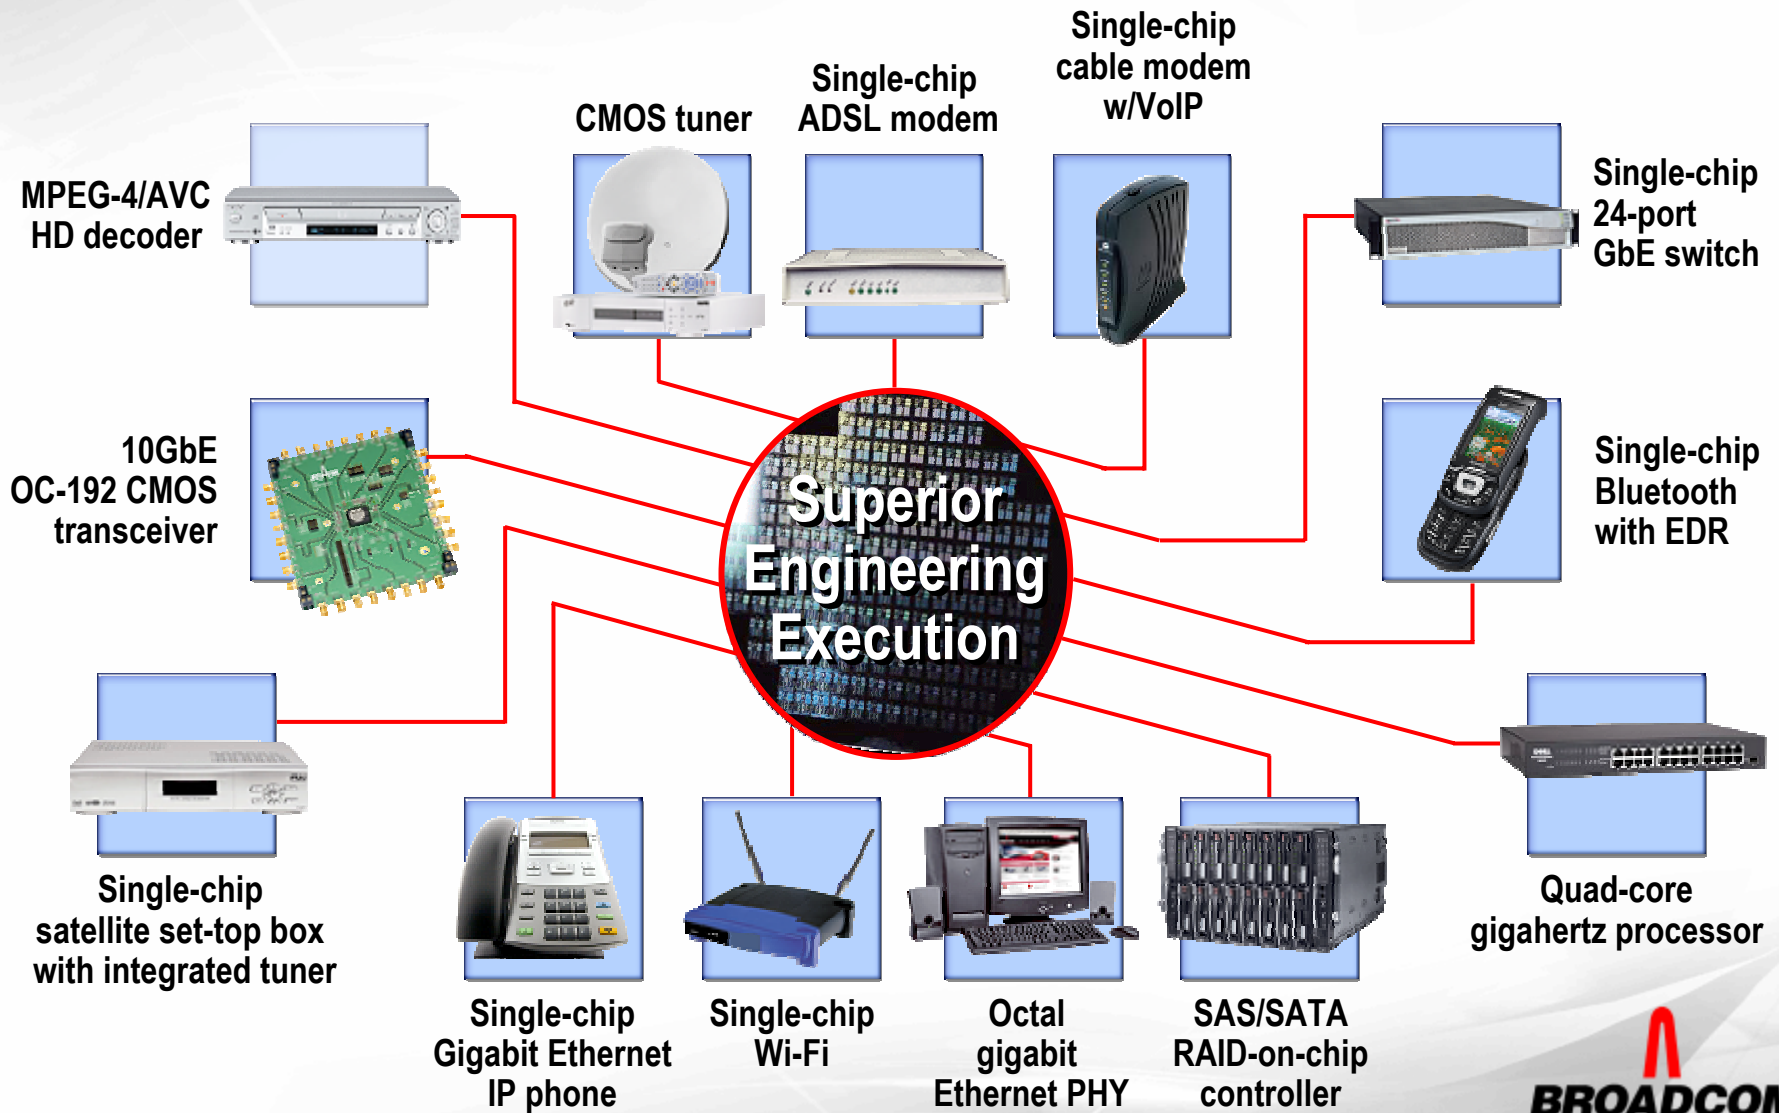 Single-chip
cable modem
w/VoIP
Single-chip
ADSL modem
CMOS tuner
MPEG-4/AVC
HD decoder
Single-chip
24-port
GbE switch
10GbE
OC-192 CMOS
transceiver
Single-chip
Bluetooth
with EDR
Superior
Engineering
Execution
Single-chip
satellite set-top box
with integrated tuner
Quad-core
gigahertz processor
Single-chip
Gigabit Ethernet
IP phone
Single-chip
Wi-Fi
Octal
gigabit
Ethernet PHY
SAS/SATA
RAID-on-chip
controller
DELL
BROADCOM